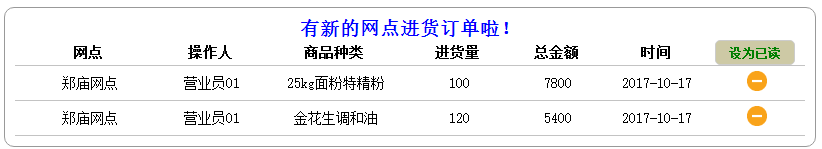 有新的网点进货订单啦！
网点 操作人 商品种类 进货量 总金额 时间 设为已读
郑庙网点 营业员01 25kg面粉特精粉 100 7800 2017-10-17
郑庙网点 营业员01 金花生调和油 120 5400 2017-10-17